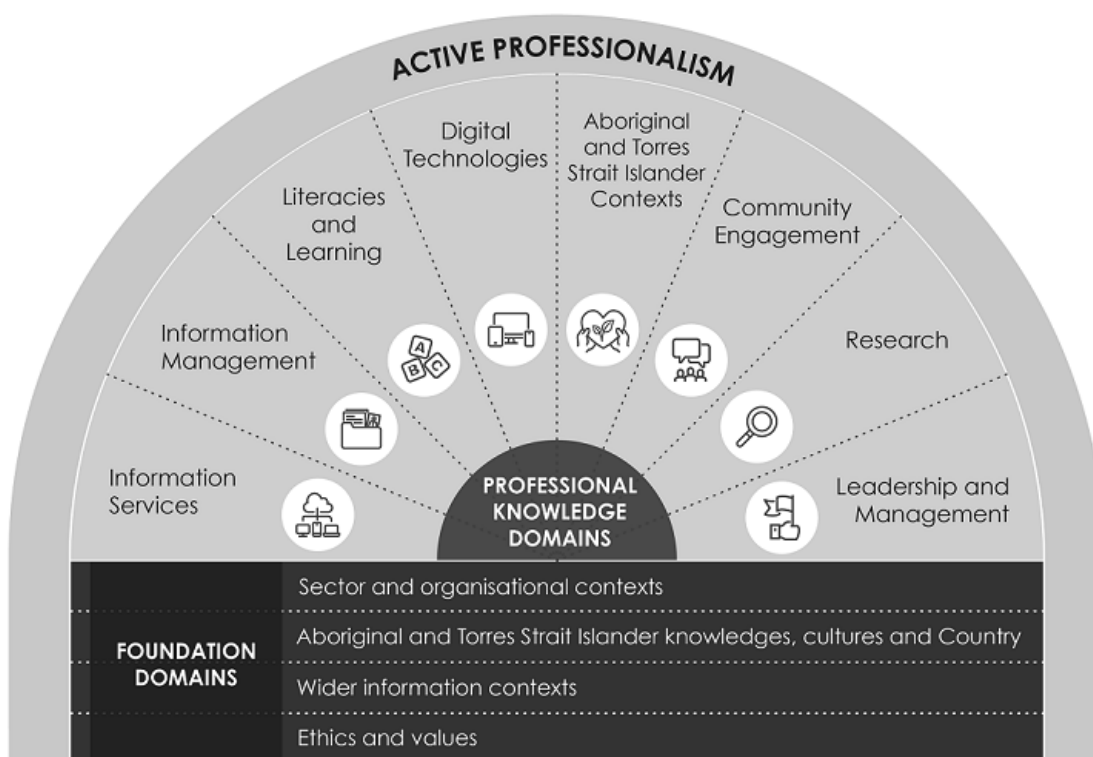 ACTIVE PROFESSIONALISM
Information
Services
Information
Management
Literacies
and
Learning
Digital
Technologies
Aboriginal
and Torres
Strait Islander
Contexts
Community
Engagement
Research
Leadership and
Management
A
B C
PROFESSIONAL
KNOWLEDGE
DOMAINS
FOUNDATION
DOMAINS
Sector and organisational contexts
Aboriginal and Torres Strait Islander knowledges, cultures and Country
Wider information contexts
Ethics and values